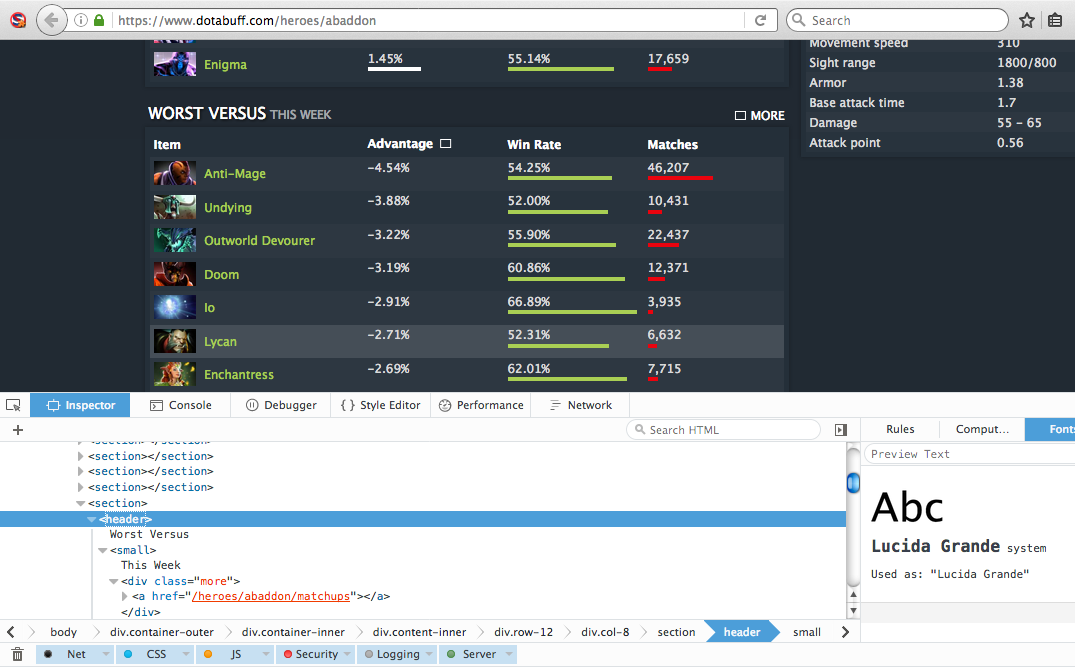 https://www.dotabuff.com/heroes/abaddon
Search
Enigma 1.45% 55.14% 17,659
WORST VERSUS THIS WEEK
MORE
Item Advantage Win Rate Matches
Anti-Mage -4.54% 54.25% 46,207
Undying -3.88% 52.00% 10,431
Outworld Devourer -3.22% 55.90% 22,437
Doom -3.19% 60.86% 12,371
Io -2.91% 66.89% 3,935
Lycan -2.71% 52.31% 6,632
Enchantress -2.69% 62.01% 7,715
Movement speed 310
Sight range 1800/800
Armor 1.38
Base attack time 1.7
Damage 55 - 65
Attack point 0.56
Inspector Console Debugger { } Style Editor Performance Network
+ Search HTML
<section></section>
<section></section>
<section></section>
<section></section>
<section>
<header>
Worst Versus
<small>
This Week
<div class="more">
<a href="/heroes/abaddon/matchups"></a>
</div>
Rules Comput... Fonts
Preview Text
Abc
Lucida Grande system
Used as: "Lucida Grande"
body div.container-outer div.container-inner div.content-inner div.row-12 div.col-8 section header small
Net CSS JS Security Logging Server